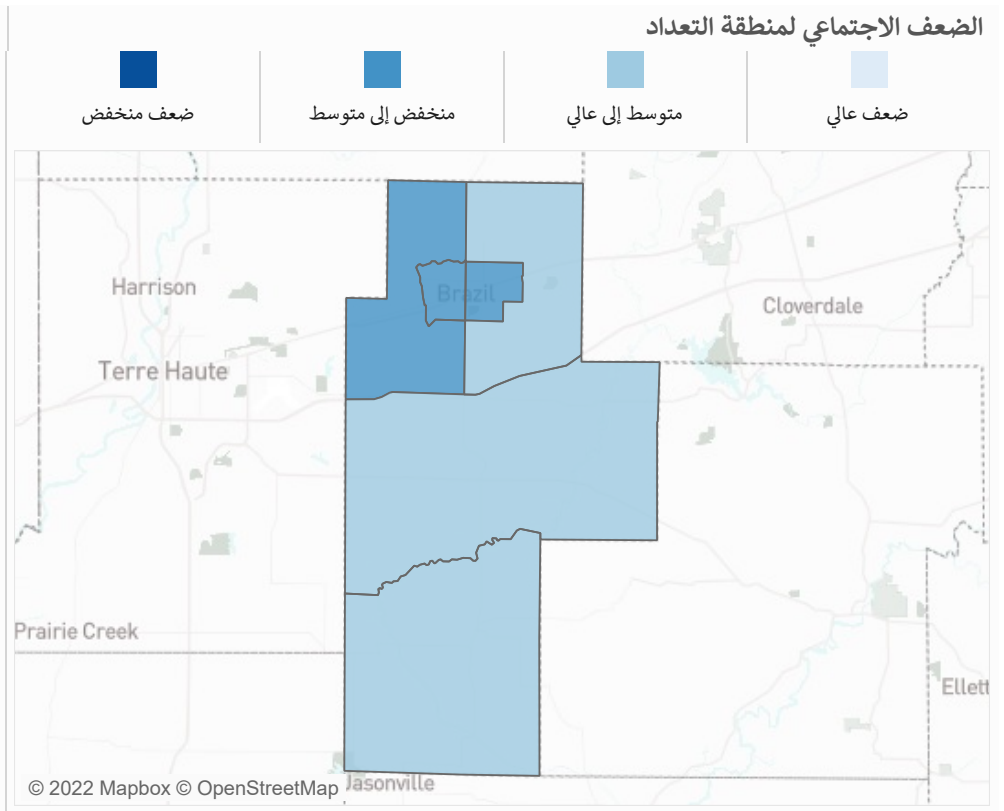 الضعف الاجتماعي لمنطقة التعداد
ضعف عالي
متوسط إلى عالي
منخفض إلى متوسط
ضعف منخفض
Harrison
Brazil
Cloverdale
Terre Haute
Prairie Creek
Ellett
Jasonville
© 2022 Mapbox © OpenStreetMap